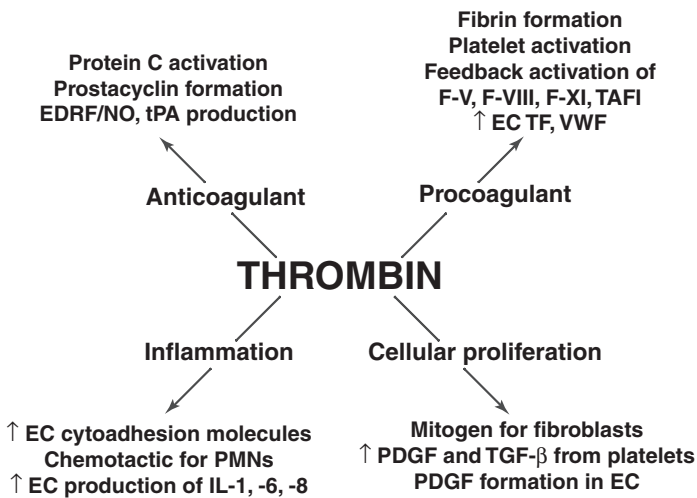 Fibrin formation
Platelet activation
Feedback activation of
F-V, F-VIII, F-XI, TAFI
↑ EC TF, VWF
Protein C activation
Prostacyclin formation
EDRF/NO, tPA production
Anticoagulant
Procoagulant
THROMBIN
Inflammation
Cellular proliferation
↑ EC cytoadhesion molecules
Chemotactic for PMNs
↑ EC production of IL-1, -6, -8
Mitogen for fibroblasts
↑ PDGF and TGF-β from platelets
PDGF formation in EC